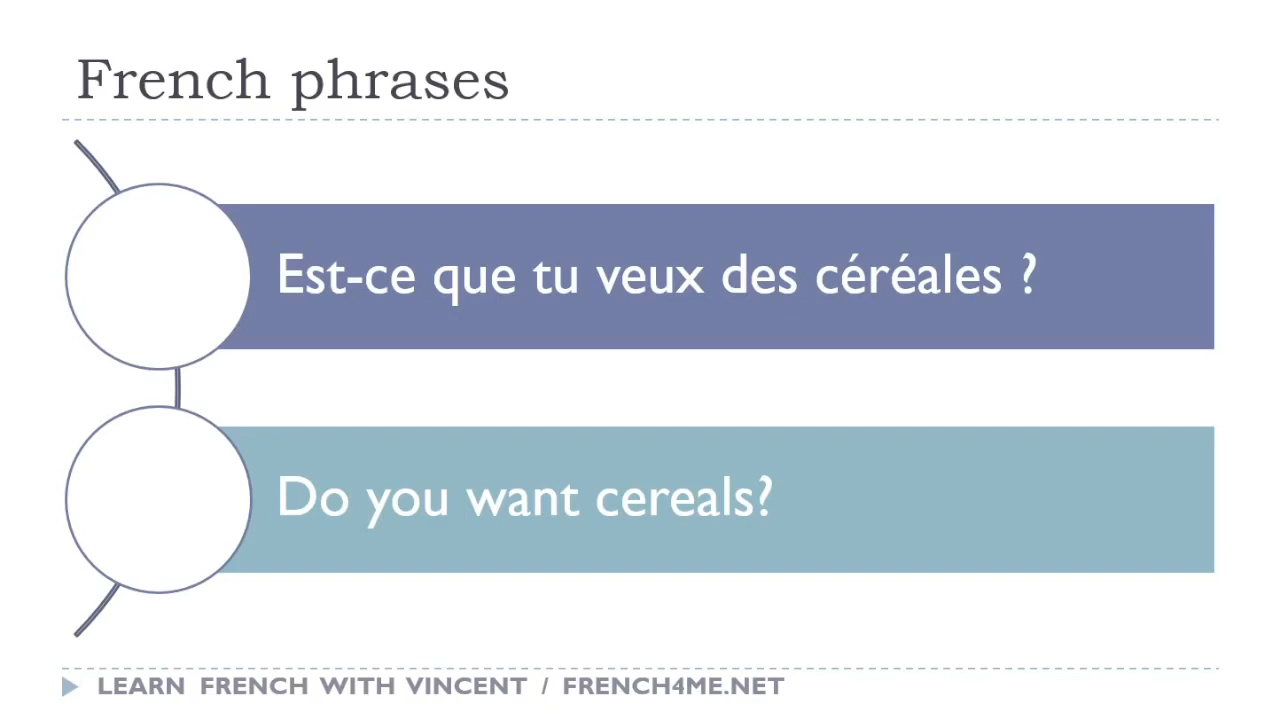 French phrases
Est-ce que tu veux des céréales ?
Do you want cereals?
LEARN FRENCH WITH VINCENT / FRENCH4ME.NET